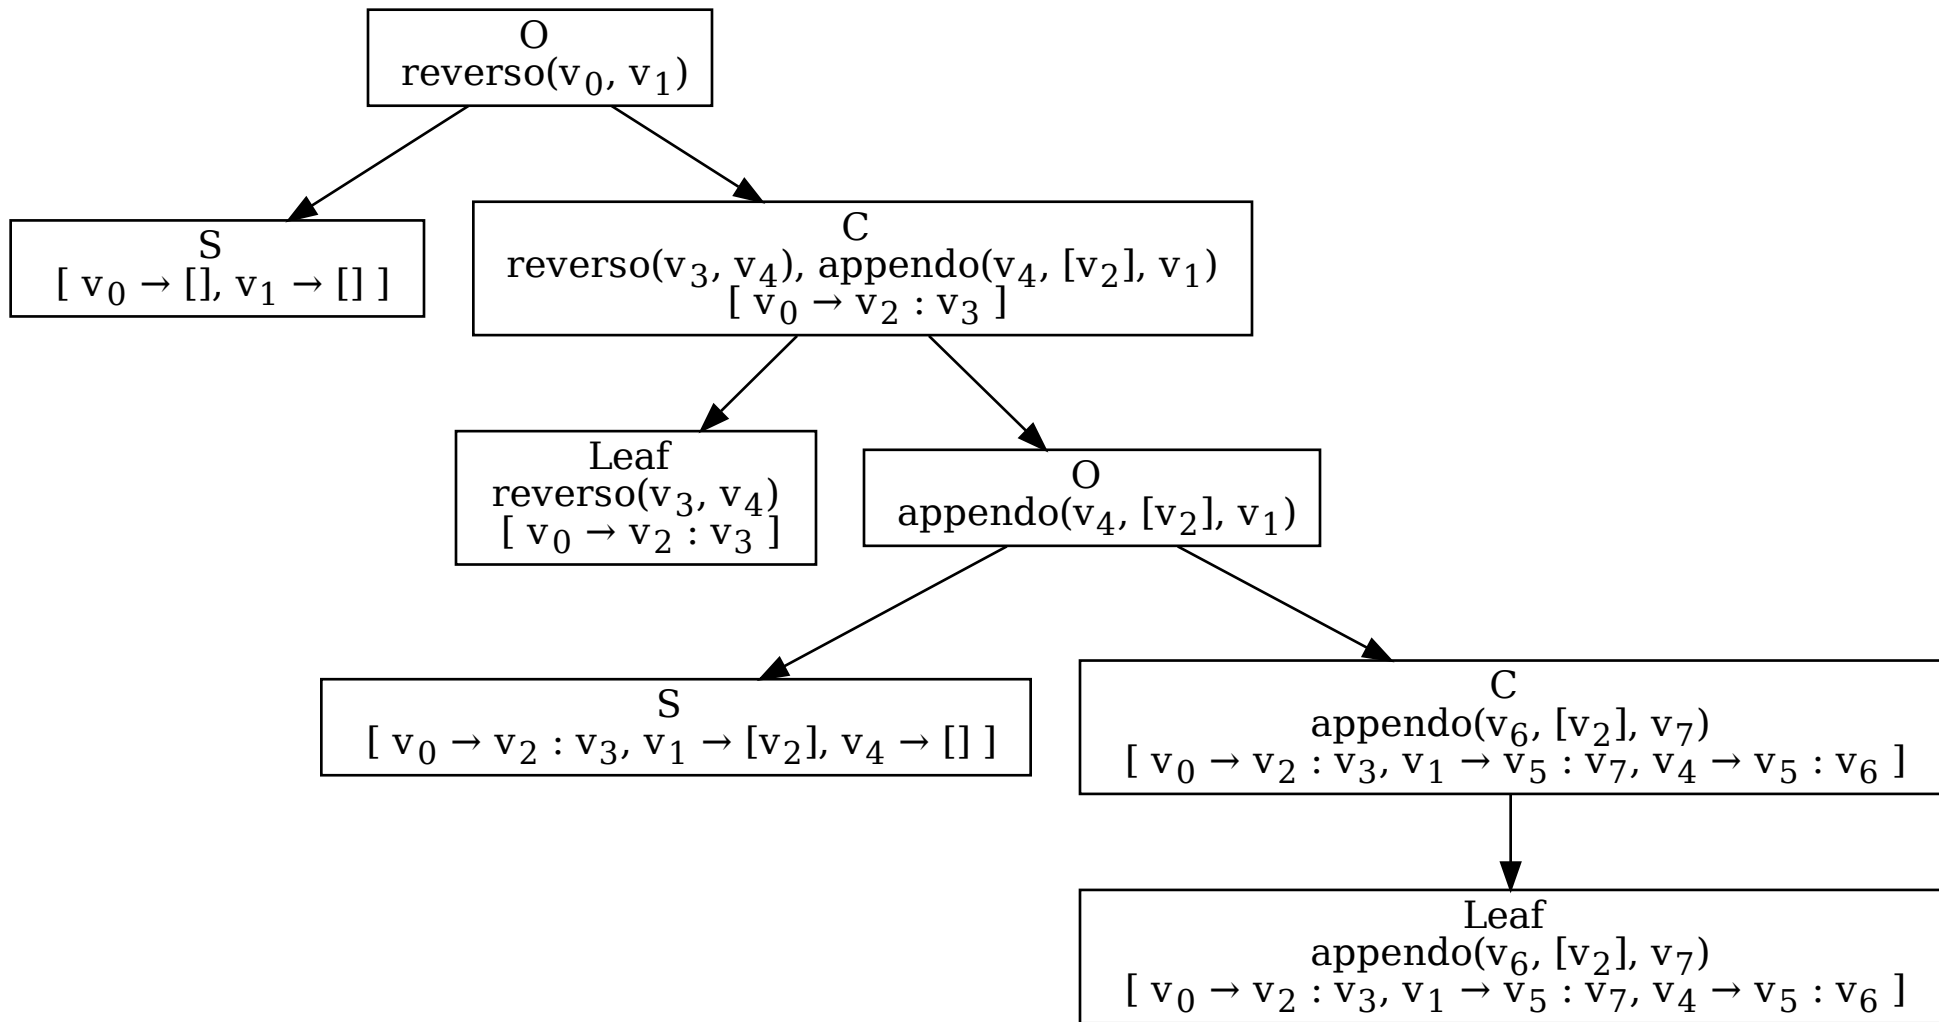 O
reverso(v₀, v₁)
S
[ v₀ → [], v₁ → [] ]
C
reverso(v₃, v₄), appendo(v₄, [v₂], v₁)
[ v₀ → v₂ : v₃ ]
Leaf
reverso(v₃, v₄)
[ v₀ → v₂ : v₃ ]
O
appendo(v₄, [v₂], v₁)
S
[ v₀ → v₂ : v₃, v₁ → [v₂], v₄ → [] ]
C
appendo(v₆, [v₂], v₇)
[ v₀ → v₂ : v₃, v₁ → v₅ : v₇, v₄ → v₅ : v₆ ]
Leaf
appendo(v₆, [v₂], v₇)
[ v₀ → v₂ : v₃, v₁ → v₅ : v₇, v₄ → v₅ : v₆ ]